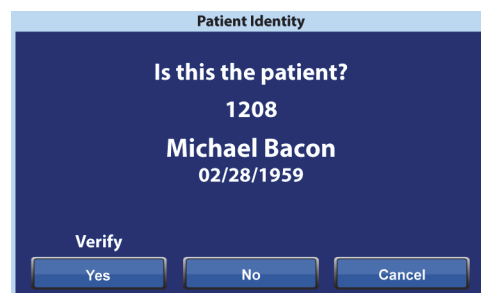 Patient Identity
Is this the patient?
1208
Michael Bacon
02/28/1959
Verify
Yes No Cancel